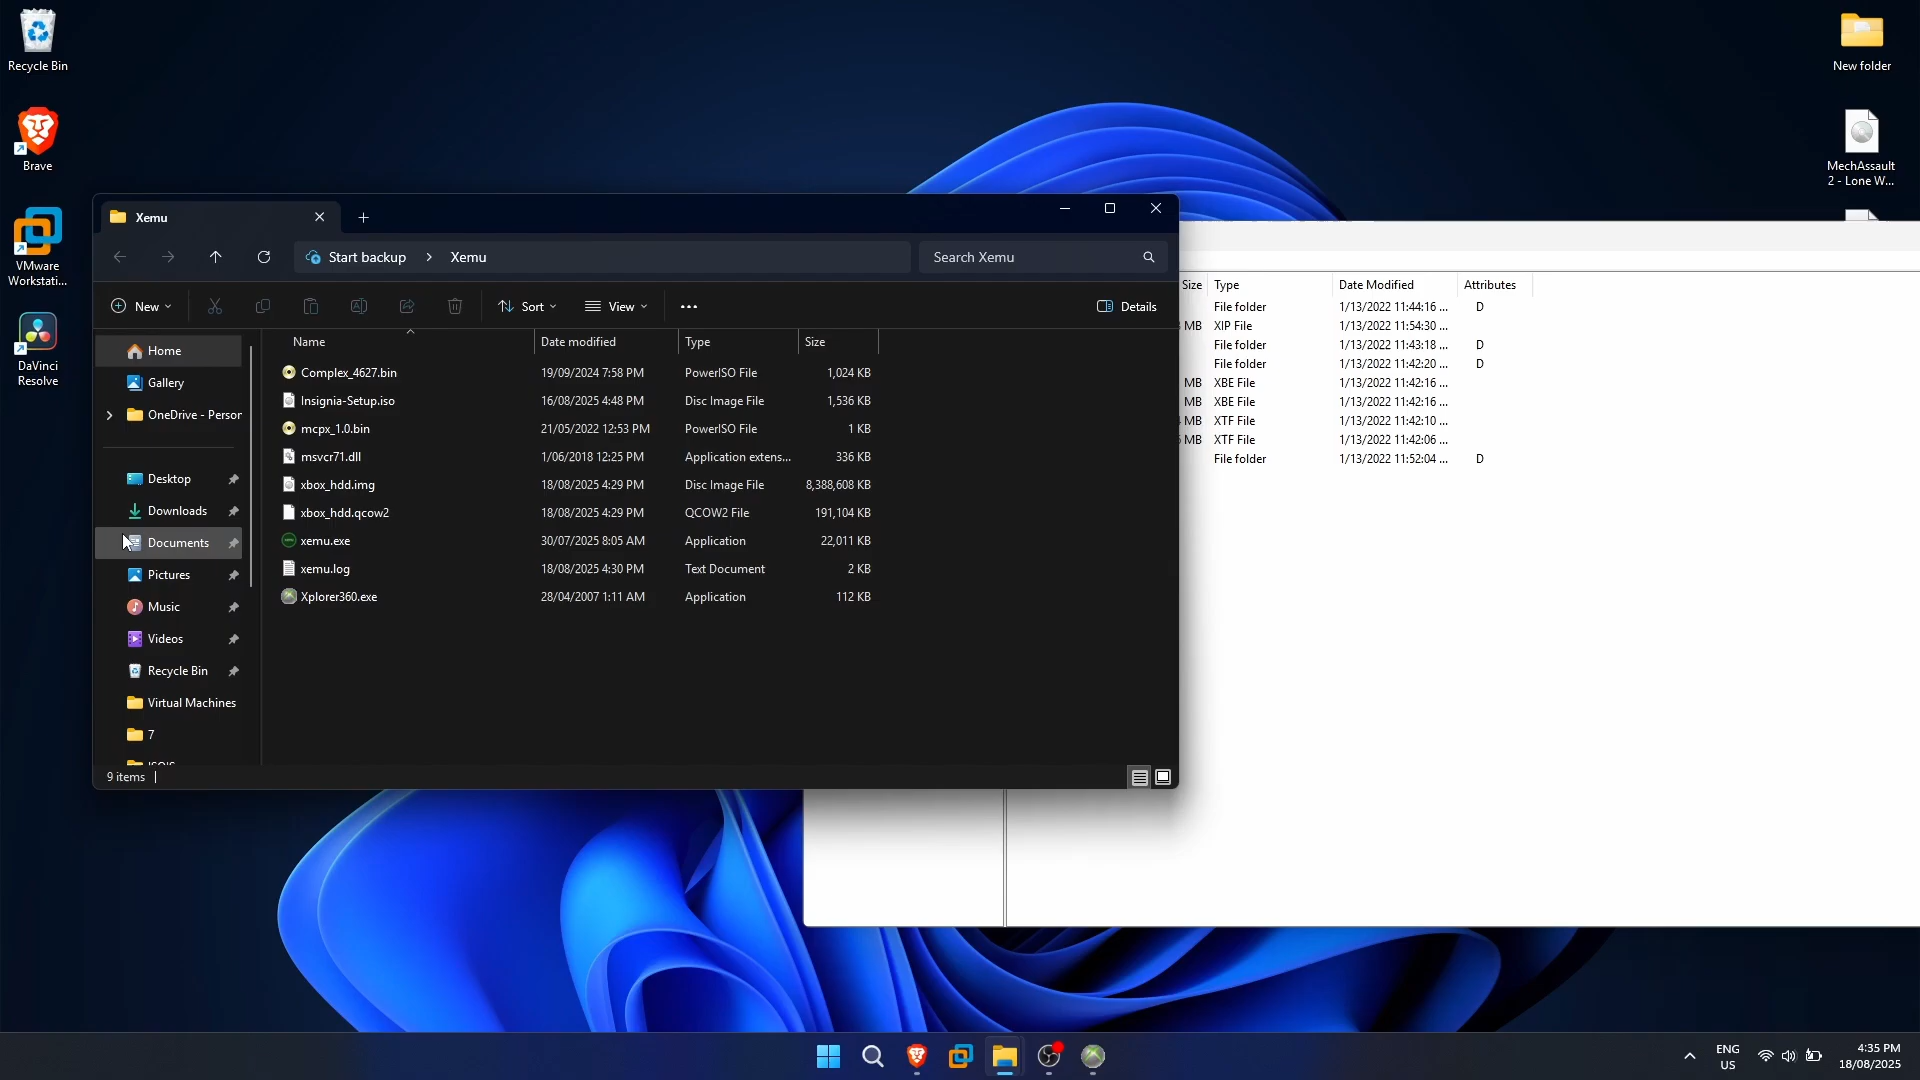 Recycle Bin
Brave
VMware
Workstati...
DaVinci
Resolve
New folder
MechAssault
2 - Lone W...
Xemu
Start backup
Xemu
Search Xemu
New
Sort
View
Details
Home
Gallery
OneDrive - Person
Desktop
Downloads
Documents
Pictures
Music
Videos
Recycle Bin
Virtual Machines
7
Name Date modified Type Size
Complex_4627.bin 19/09/2024 7:58 PM PowerISO File 1,024 KB
Insignia-Setup.iso 16/08/2025 4:48 PM Disc Image File 1,536 KB
mcpx_1.0.bin 21/05/2022 12:53 PM PowerISO File 1 KB
msvcr71.dll 1/06/2018 12:25 PM Application extens... 336 KB
xbox_hdd.img 18/08/2025 4:29 PM Disc Image File 8,388,608 KB
xbox_hdd.qcow2 18/08/2025 4:29 PM QCOW2 File 191,104 KB
xemu.exe 30/07/2025 8:05 AM Application 22,011 KB
xemu.log 18/08/2025 4:30 PM Text Document 2 KB
Xplorer360.exe 28/04/2007 1:11 AM Application 112 KB
9 items
Size Type Date Modified Attributes
File folder 1/13/2022 11:44:16 ... D
MB XIP File 1/13/2022 11:54:30 ...
File folder 1/13/2022 11:43:18 ... D
File folder 1/13/2022 11:42:20 ... D
MB XBE File 1/13/2022 11:42:16 ...
MB XBE File 1/13/2022 11:42:16 ...
MB XTF File 1/13/2022 11:42:10 ...
MB XTF File 1/13/2022 11:42:06 ...
File folder 1/13/2022 11:52:04 ... D
ENG
US
4:35 PM
18/08/2025